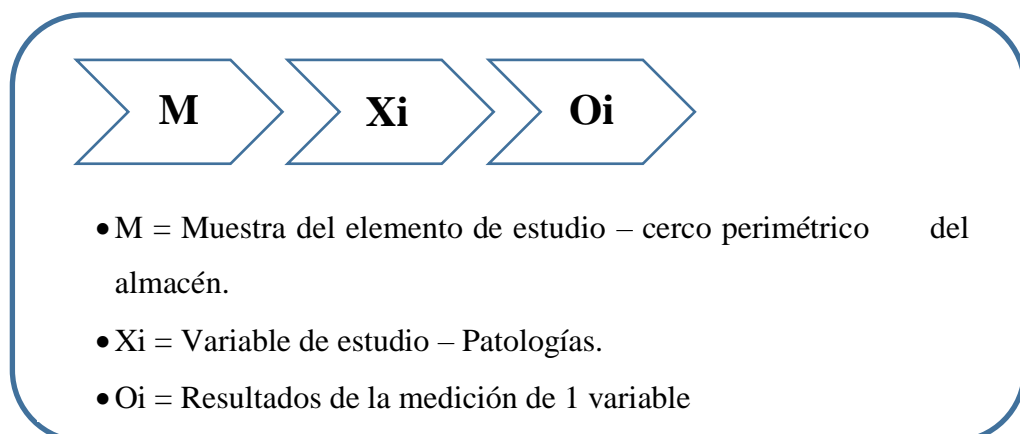 M Xi Oi
• M = Muestra del elemento de estudio – cerco perimétrico del
almacén.
• Xi = Variable de estudio – Patologías.
• Oi = Resultados de la medición de 1 variable